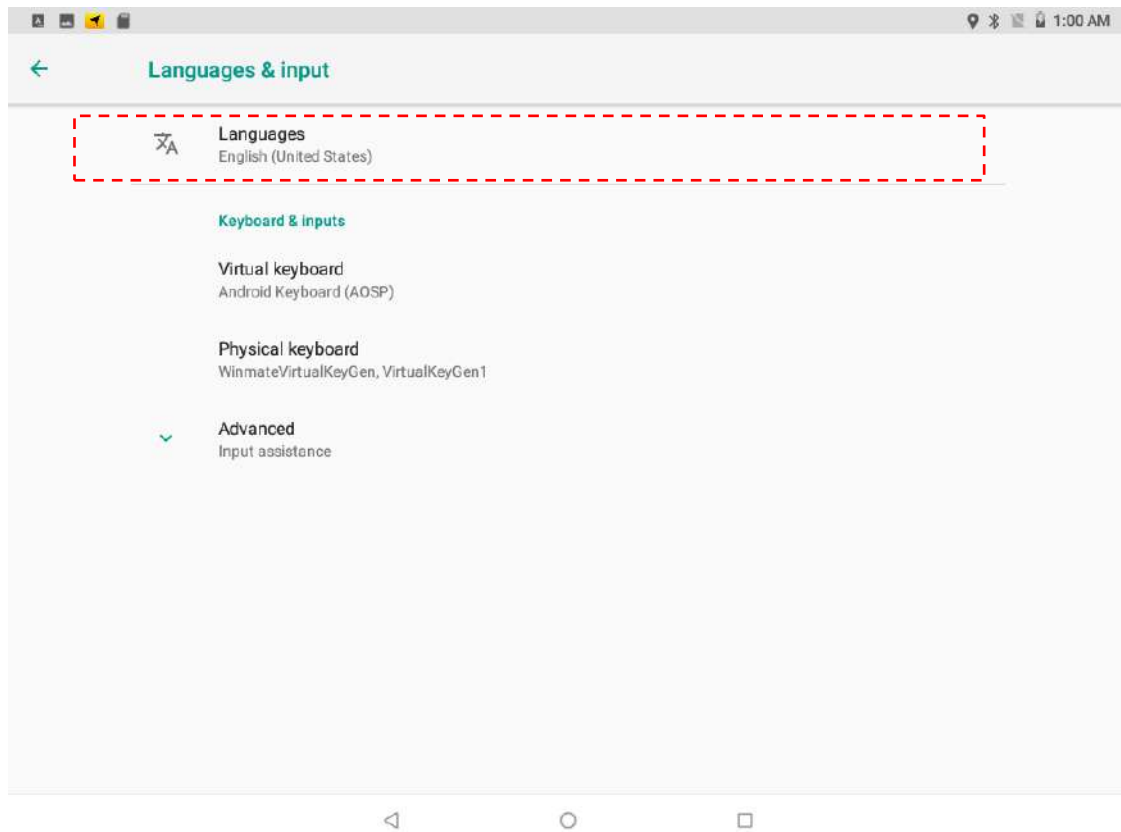 1:00 AM
Languages & input
Languages
English (United States)
Keyboard & inputs
Virtual keyboard
Android Keyboard (AOSP)
Physical keyboard
WinmateVirtualKeyGen, VirtualKeyGen1
Advanced
Input assistance